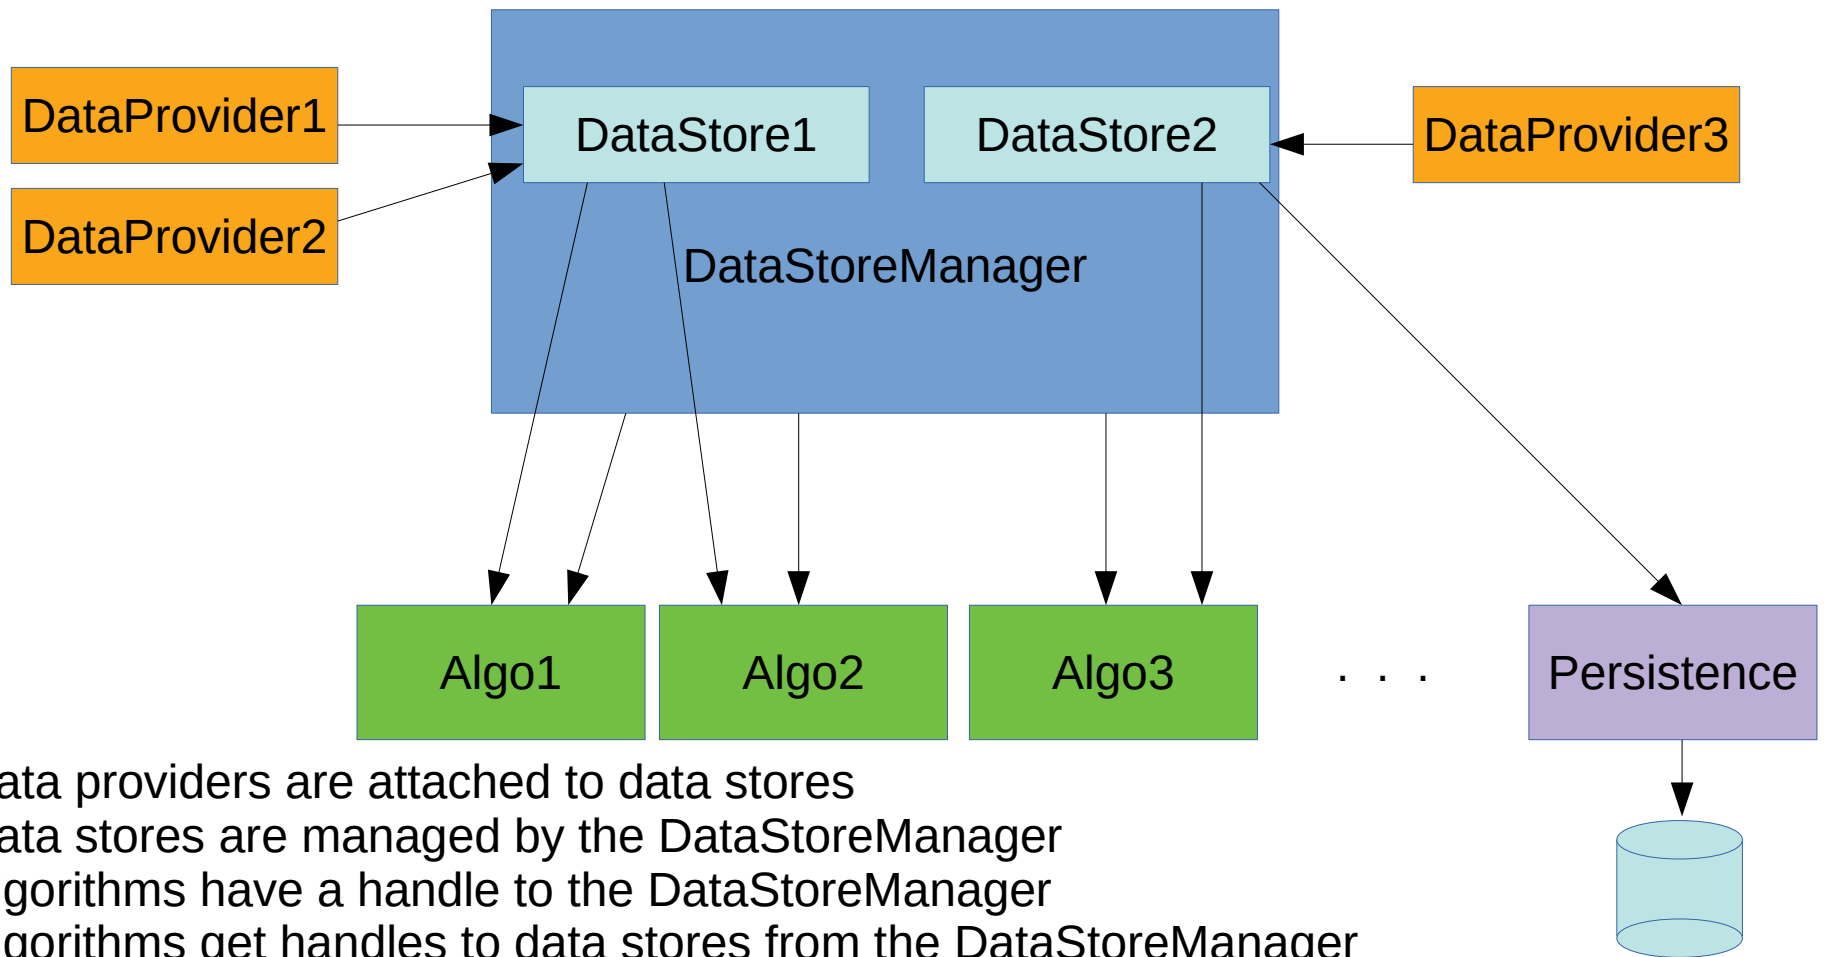 DataProvider1
DataStore1
DataStore2
DataProvider3
DataProvider2
DataStoreManager
Algo1
Algo2
Algo3
. . .
Persistence
ata providers are attached to data stores
ata stores are managed by the DataStoreManager
gorithms have a handle to the DataStoreManager
gorithms get handles to data stores from the DataStoreManager